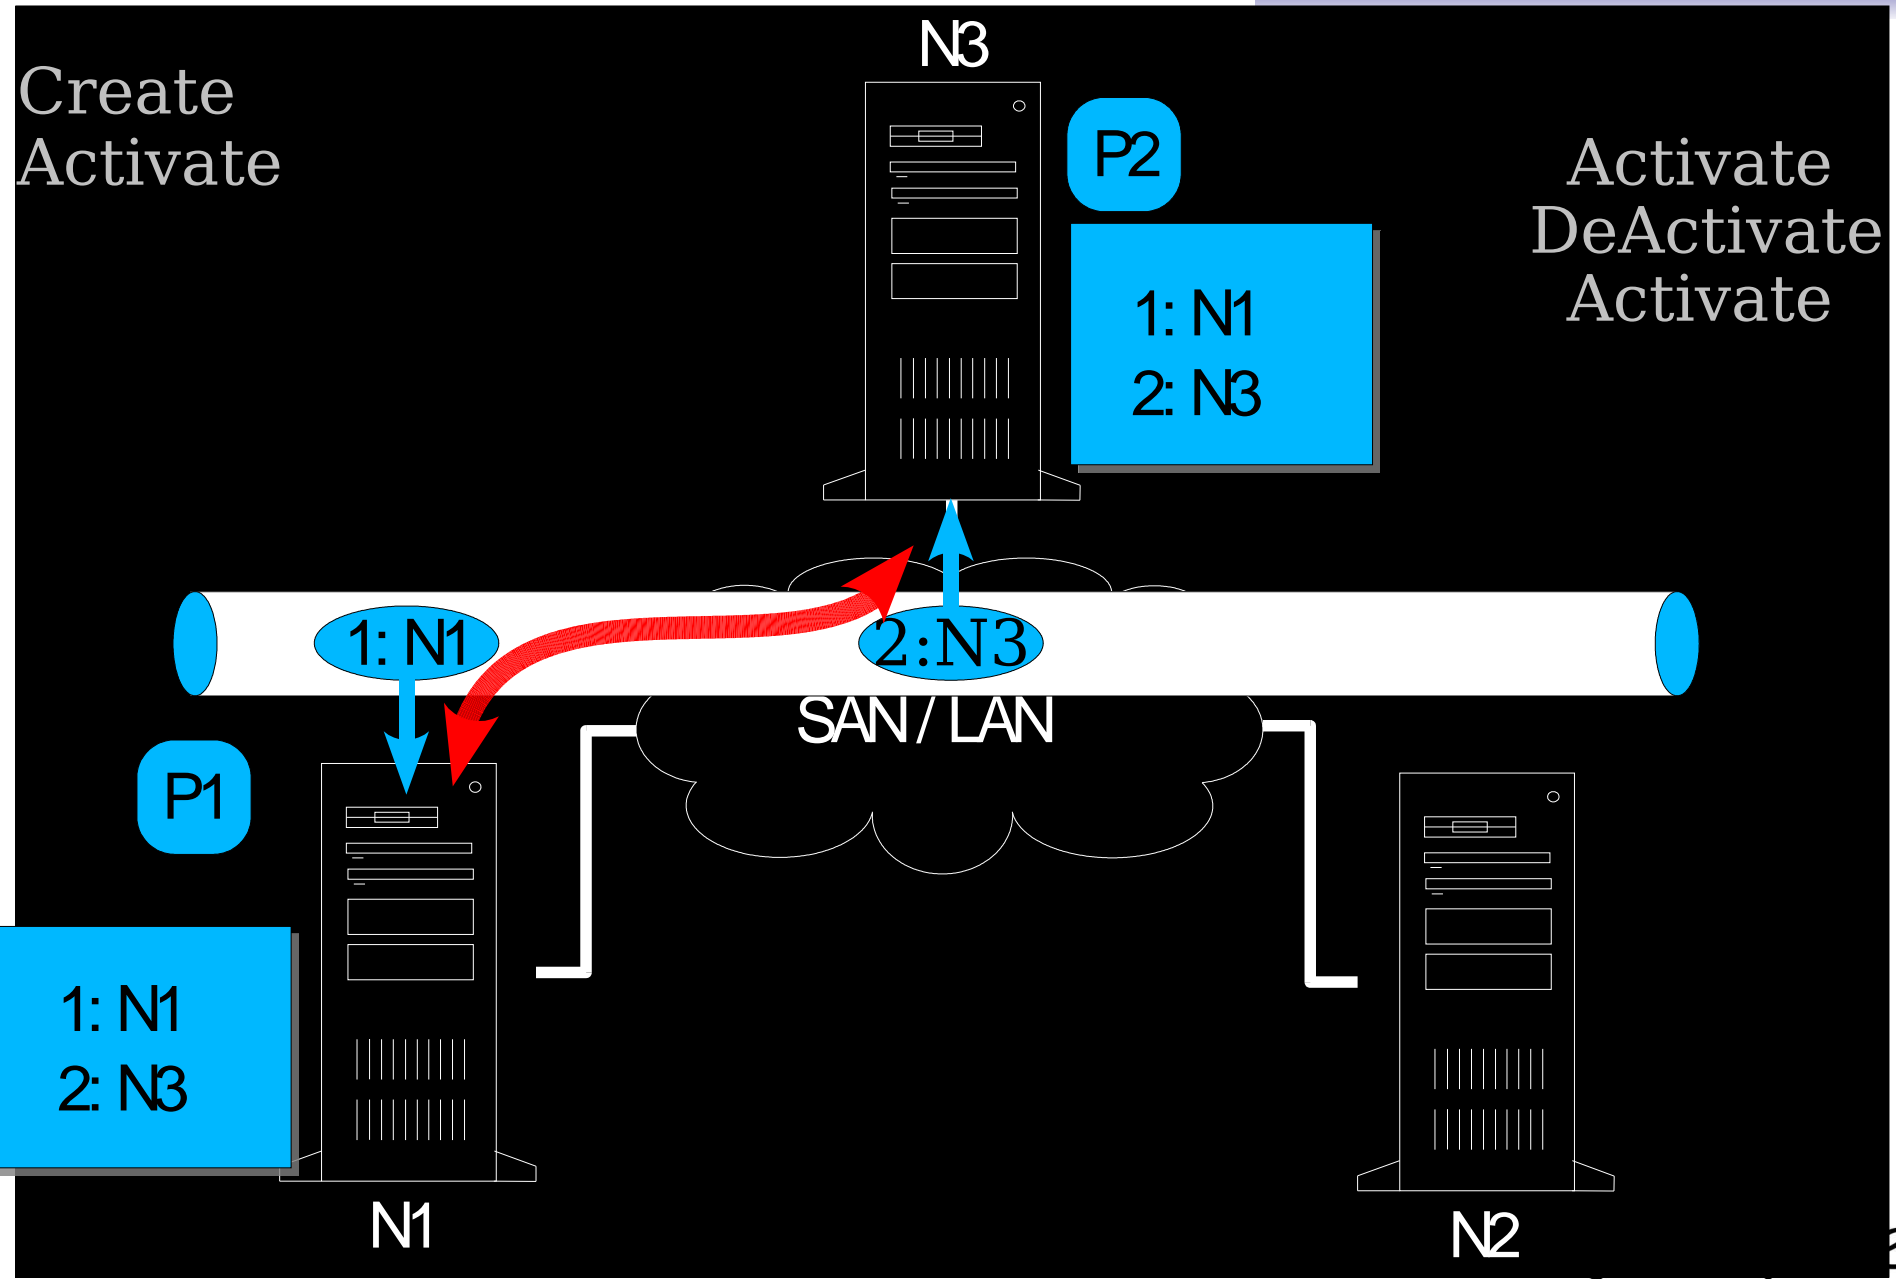 N3
Create
Activate
P2
Activate
DeActivate
Activate
1: N1
2: N3
1: N1
2:N3
SAN / LAN
P1
1: N1
2: N3
N1
N2